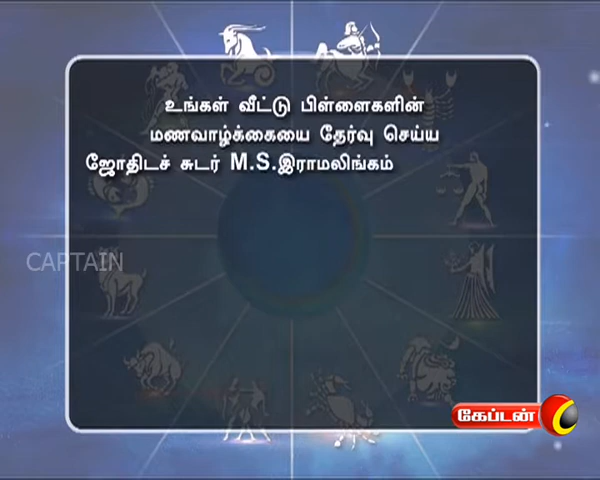 உங்கள் வீட்டு பிள்ளைகளின்
மணவாழ்க்கையை தேர்வு செய்ய
ஜோதிடச் சுடர் M.S.இராமலிங்கம்
CAPTAIN
கேப்டன்